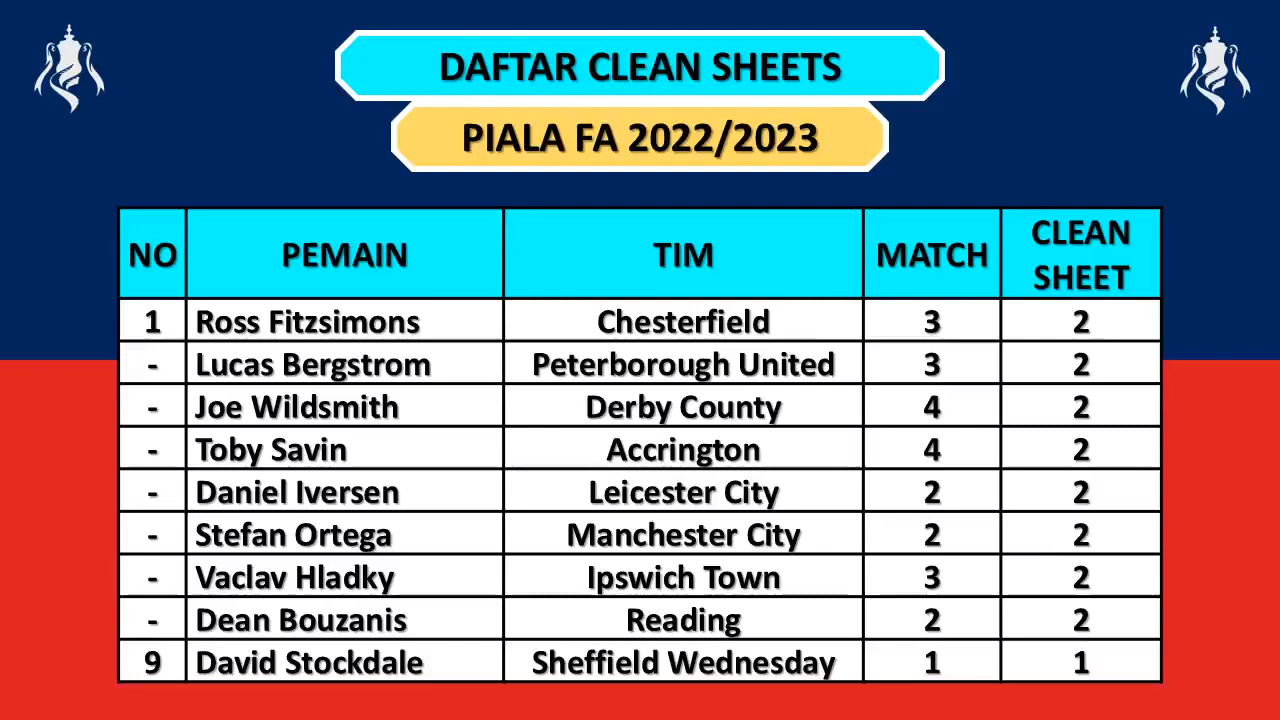 DAFTAR CLEAN SHEETS
PIALA FA 2022/2023
NO PEMAIN TIM MATCH CLEAN SHEET
1 Ross Fitzsimons Chesterfield 3 2
- Lucas Bergstrom Peterborough United 3 2
- Joe Wildsmith Derby County 4 2
- Toby Savin Accrington 4 2
- Daniel Iversen Leicester City 2 2
- Stefan Ortega Manchester City 2 2
- Vaclav Hladky Ipswich Town 3 2
- Dean Bouzanis Reading 2 2
9 David Stockdale Sheffield Wednesday 1 1